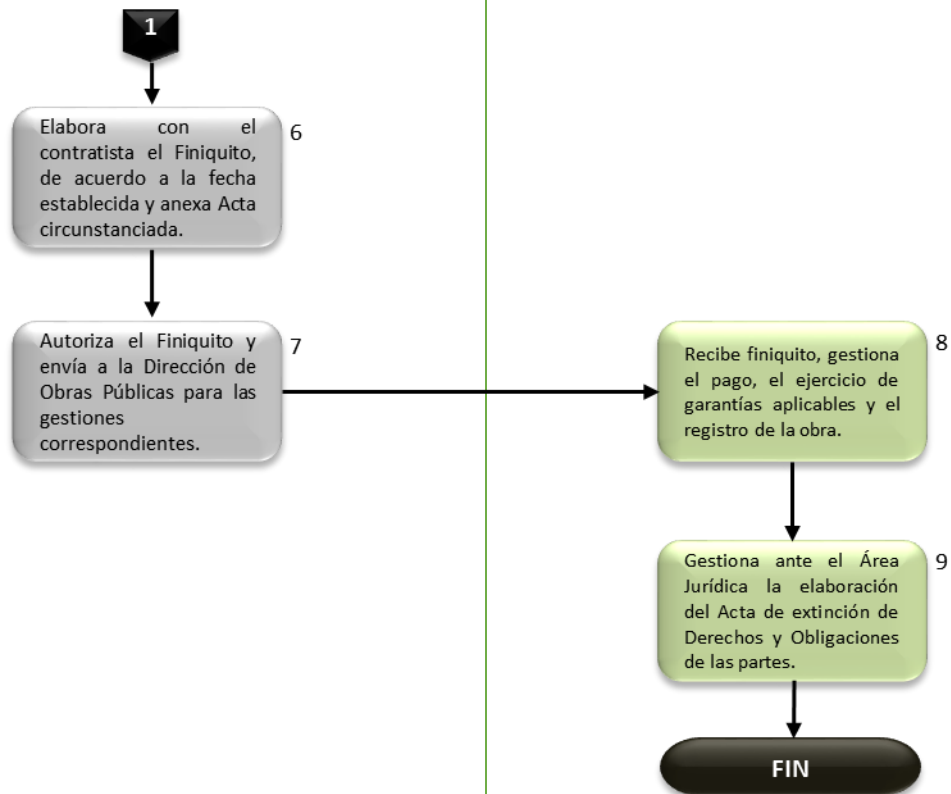 1
Elabora con el
contratista el Finiquito,
de acuerdo a la fecha
establecida y anexa Acta
circunstanciada.
6
Autoriza el Finiquito y
envía a la Dirección de
Obras Públicas para las
gestiones
correspondientes.
7
Recibe finiquito, gestiona
el pago, el ejercicio de
garantías aplicables y el
registro de la obra.
8
Gestiona ante el Área
Jurídica la elaboración
del Acta de extinción de
Derechos y Obligaciones
de las partes.
9
FIN